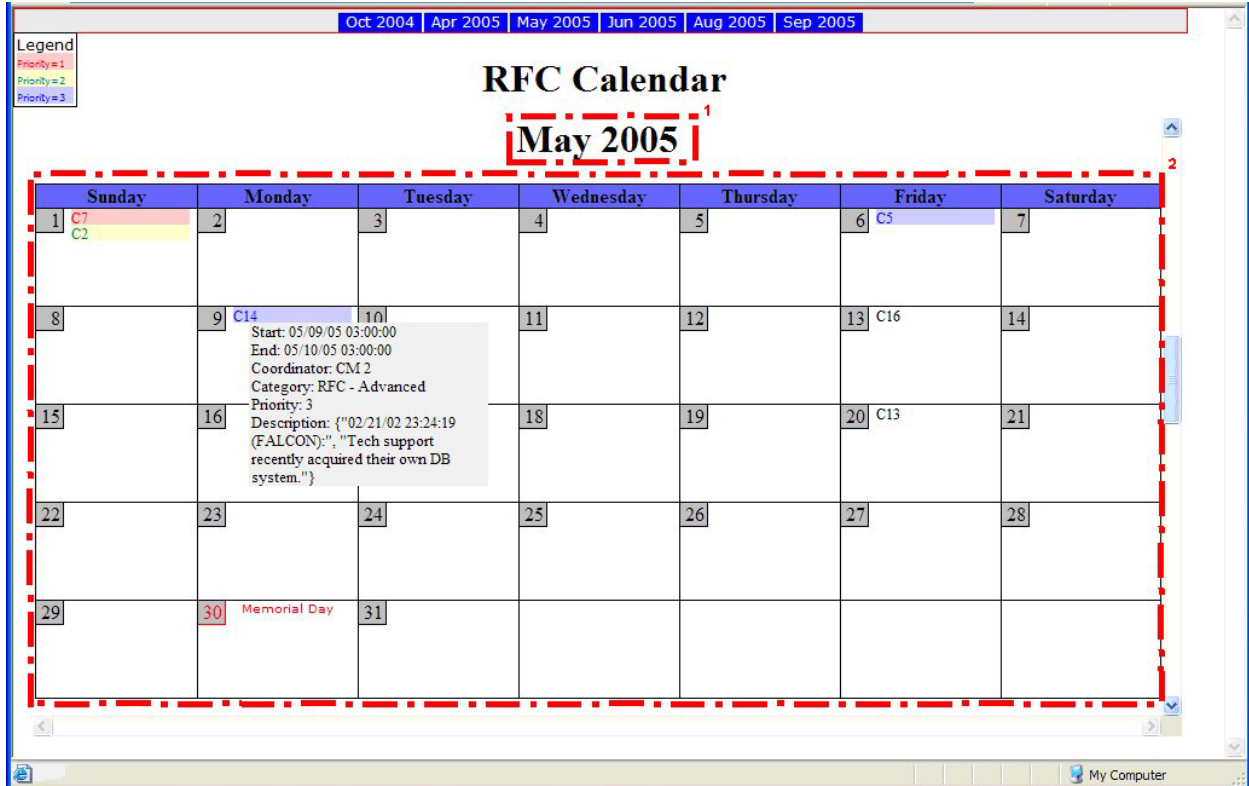 Oct 2004 Apr 2005 May 2005 Jun 2005 Aug 2005 Sep 2005
Legend
Priority=1
Priority=2
Priority=3
RFC Calendar
1
May 2005
2
Sunday Monday Tuesday Wednesday Thursday Friday Saturday
1 C7 2 3 4 5 6 C5 7
C2
8 9 C14 10 11 12 13 C16 14
Start: 05/09/05 03:00:00
End: 05/10/05 03:00:00
Coordinator: CM 2
Category: RFC - Advanced
Priority: 3
15 16 18 19 20 C13 21
Description: {"02/21/02 23:24:19
(FALCON):", "Tech support
recently acquired their own DB
system."}
22 23 24 25 26 27 28
29 30 Memorial Day 31
My Computer